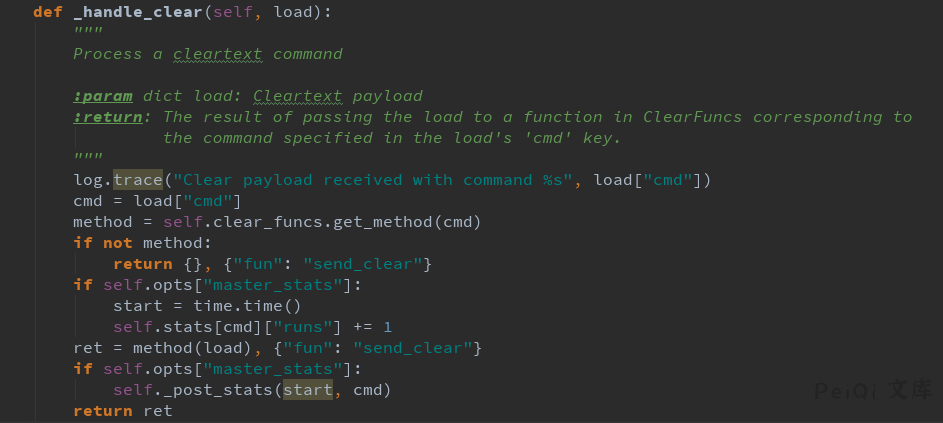 def _handle_clear(self, load):
    """
    Process a cleartext command

    :param dict load: Cleartext payload
    :return: The result of passing the load to a function in ClearFuncs corresponding to
             the command specified in the load's 'cmd' key.
    """
    log.trace("Clear payload received with command %s", load["cmd"])
    cmd = load["cmd"]
    method = self.clear_funcs.get_method(cmd)
    if not method:
        return {}, {"fun": "send_clear"}
    if self.opts["master_stats"]:
        start = time.time()
        self.stats[cmd]["runs"] += 1
    ret = method(load), {"fun": "send_clear"}
    if self.opts["master_stats"]:
        self._post_stats(start, cmd)
    return ret
PeiQi 文库